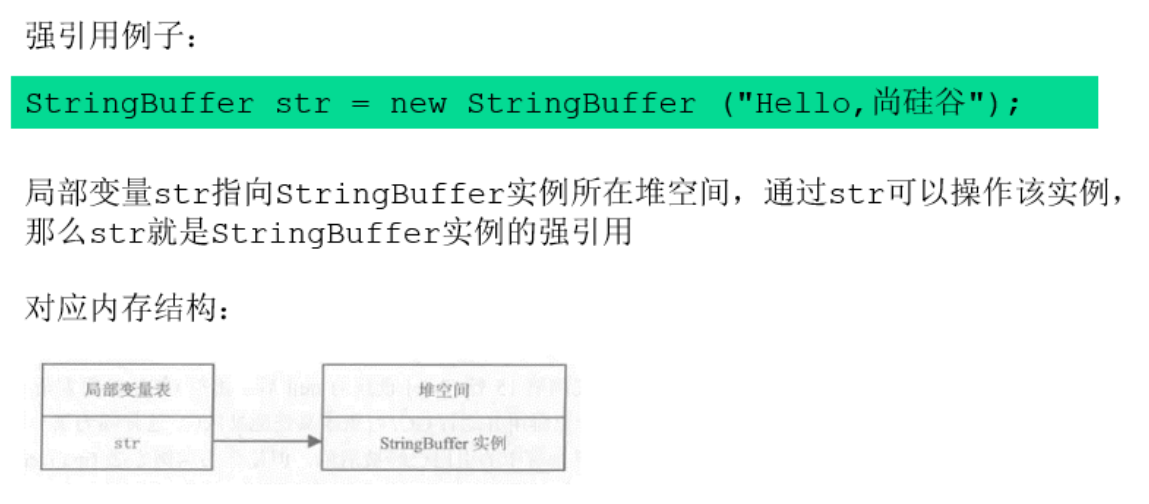 强引用例子：
StringBuffer str = new StringBuffer ("Hello,尚硅谷");
局部变量str指向StringBuffer实例所在堆空间，通过str可以操作该实例，
那么str就是StringBuffer实例的强引用
对应内存结构：
局部变量表
堆空间
str
StringBuffer 实例